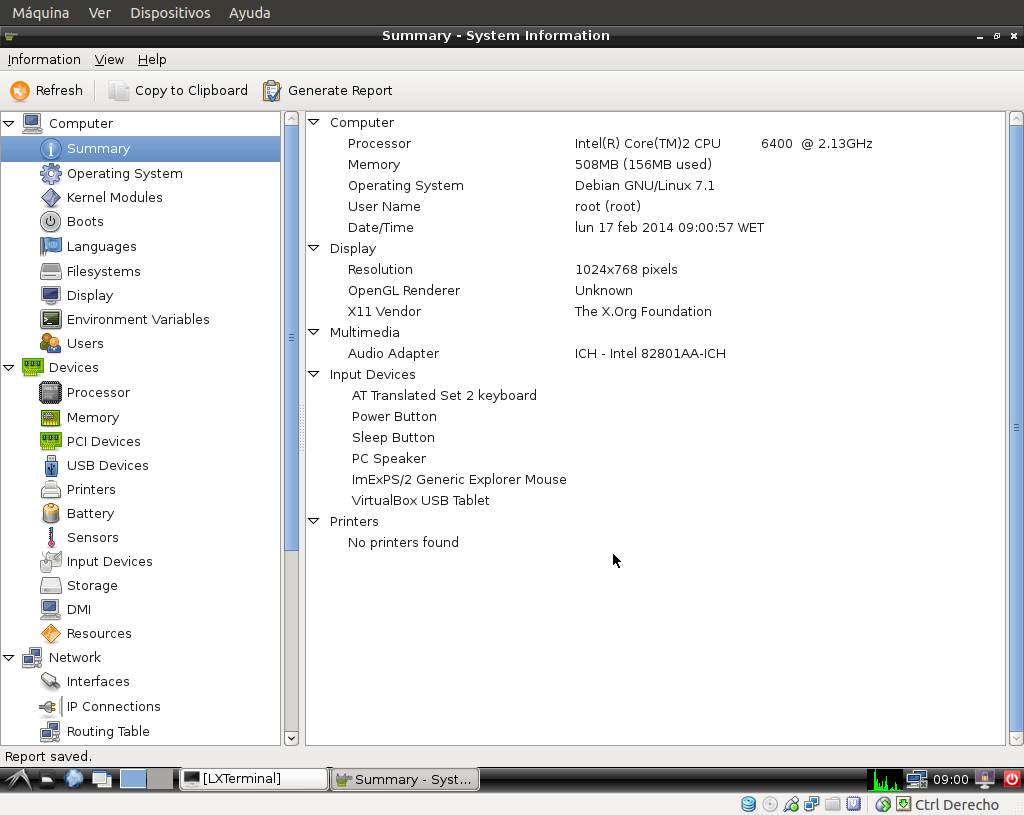 Máquina Ver Dispositivos Ayuda
Summary - System Information
Information View Help
Refresh Copy to Clipboard Generate Report
Computer
Summary
Operating System
Kernel Modules
Boots
Languages
Filesystems
Display
Environment Variables
Users
Devices
Processor
Memory
PCI Devices
USB Devices
Printers
Battery
Sensors
Input Devices
Storage
DMI
Resources
Network
Interfaces
IP Connections
Routing Table
Computer
Processor Intel(R) Core(TM)2 CPU 6400 @ 2.13GHz
Memory 508MB (156MB used)
Operating System Debian GNU/Linux 7.1
User Name root (root)
Date/Time lun 17 feb 2014 09:00:57 WET
Display
Resolution 1024x768 pixels
OpenGL Renderer Unknown
X11 Vendor The X.Org Foundation
Multimedia
Audio Adapter ICH - Intel 82801AA-ICH
Input Devices
AT Translated Set 2 keyboard
Power Button
Sleep Button
PC Speaker
ImExPS/2 Generic Explorer Mouse
VirtualBox USB Tablet
Printers
No printers found
Report saved.
[LXTerminal] Summary - Syst... 09:00
Ctrl Derecho